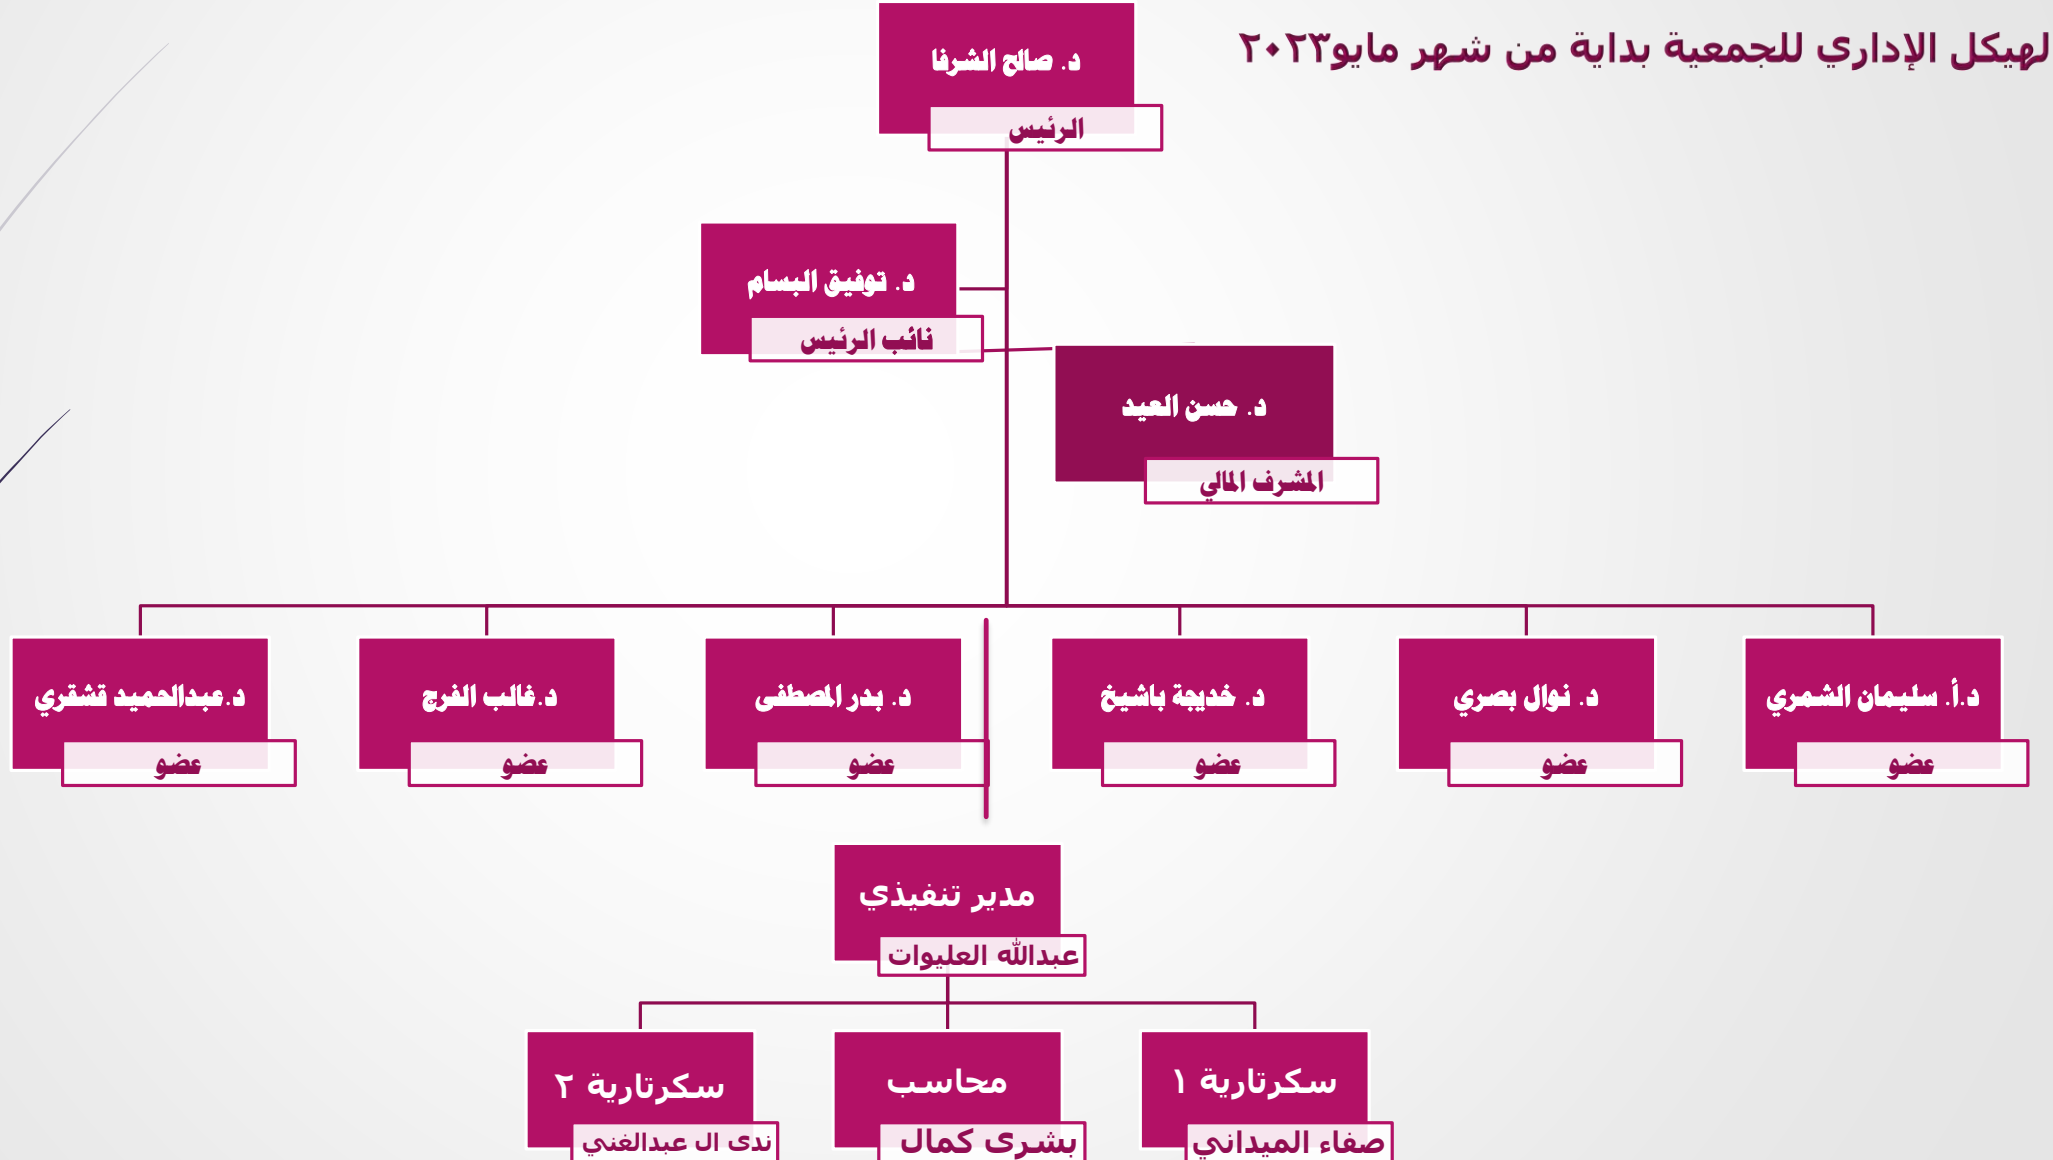 لهيكل الإداري للجمعية بداية من شهر مايو٢٠٢٣
د. صالح الشرفا
الرئيس
د. توفيق البسام
نائب الرئيس
د. حسن العيد
المشرف المالي
د.أ. سليمان الشمري
عضو
د. نوال بصري
عضو
د. خديجة باشيخ
عضو
د. بدر المصطفى
عضو
د.غالب الفرج
عضو
د.عبدالحميد قشقري
عضو
مدير تنفيذي
عبدالله العليوات
سكرتارية ١
صفاء الميداني
محاسب
بشرى كمال
سكرتارية ٢
ندى ال عبدالغني